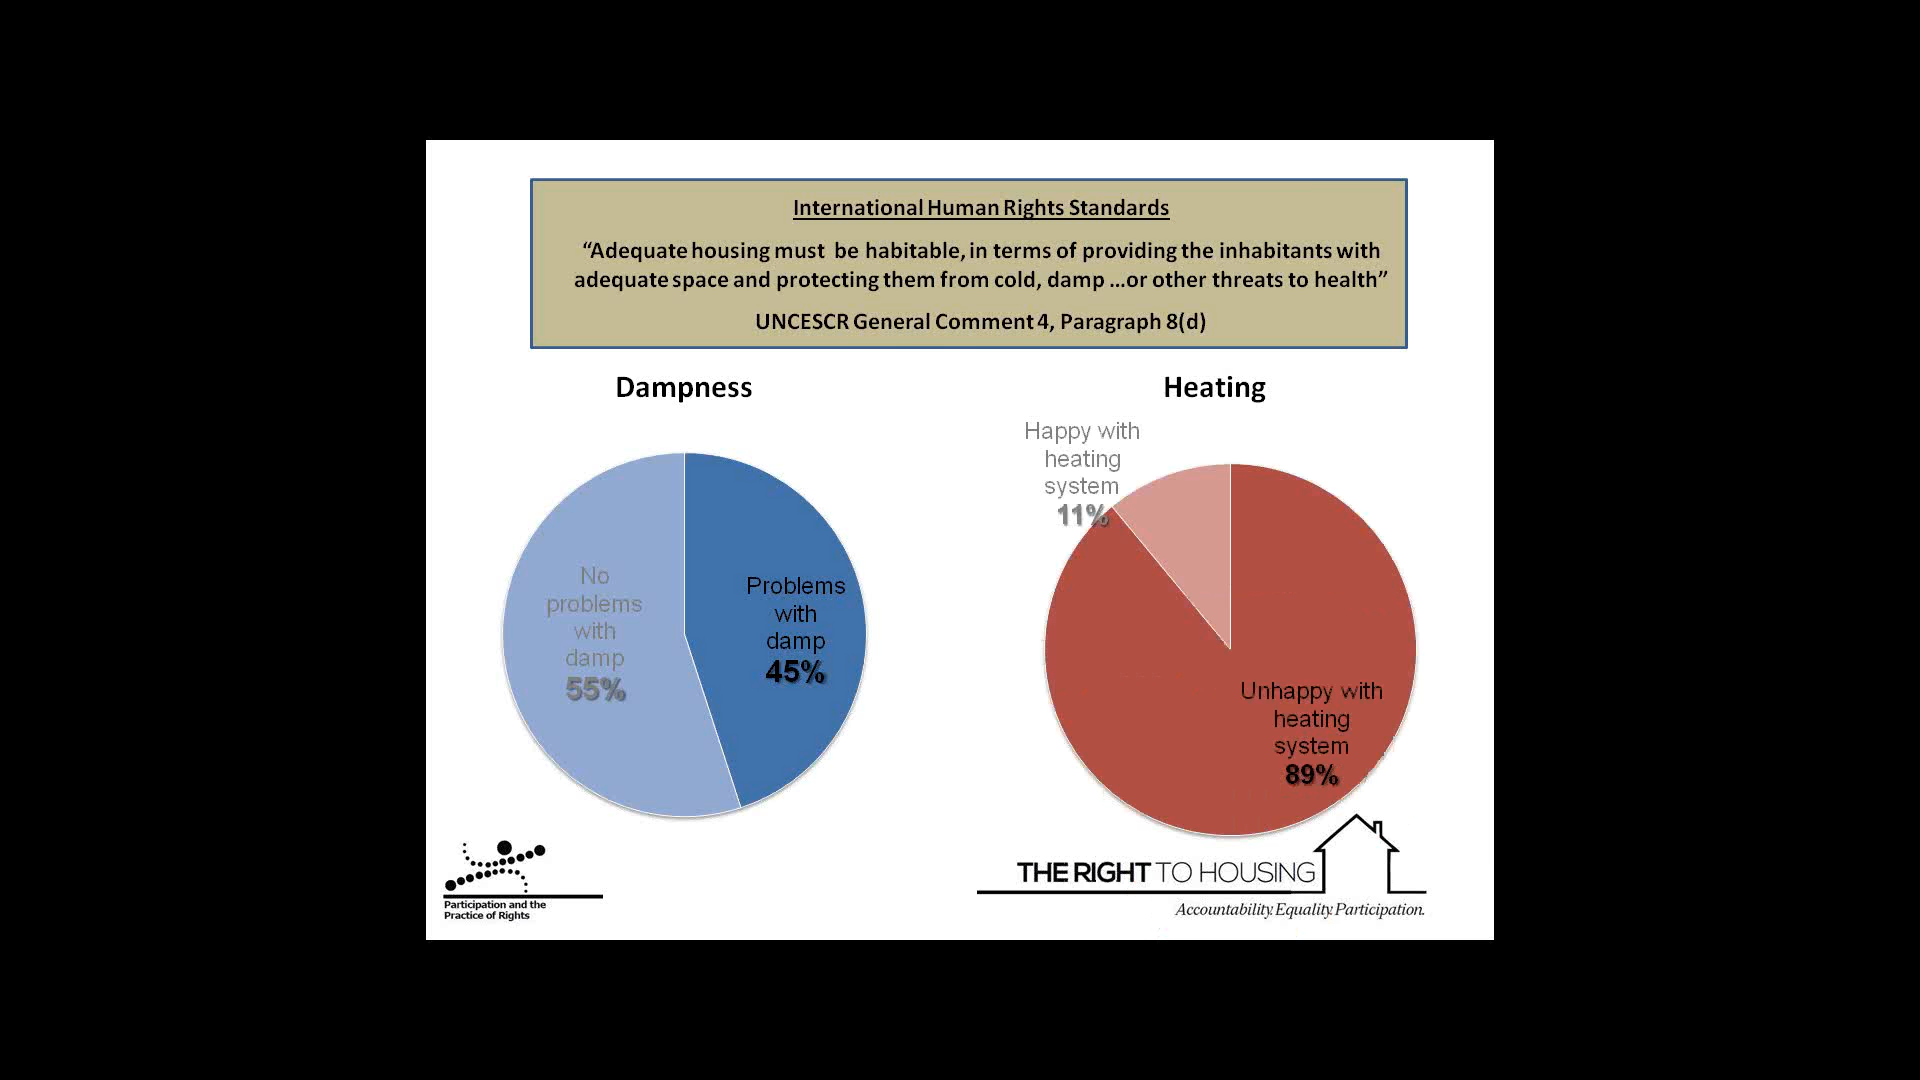 International Human Rights Standards
“Adequate housing must be habitable, in terms of providing the inhabitants with
adequate space and protecting them from cold, damp ...or other threats to health”
UNCESCR General Comment 4, Paragraph 8(d)
Dampness
No
problems
with
damp
55%
Problems
with
damp
45%
Heating
Happy with
heating
system
11%
Unhappy with
heating
system
89%
Participation and the
Practice of Rights
THE RIGHT TO HOUSING
Accountability. Equality. Participation.